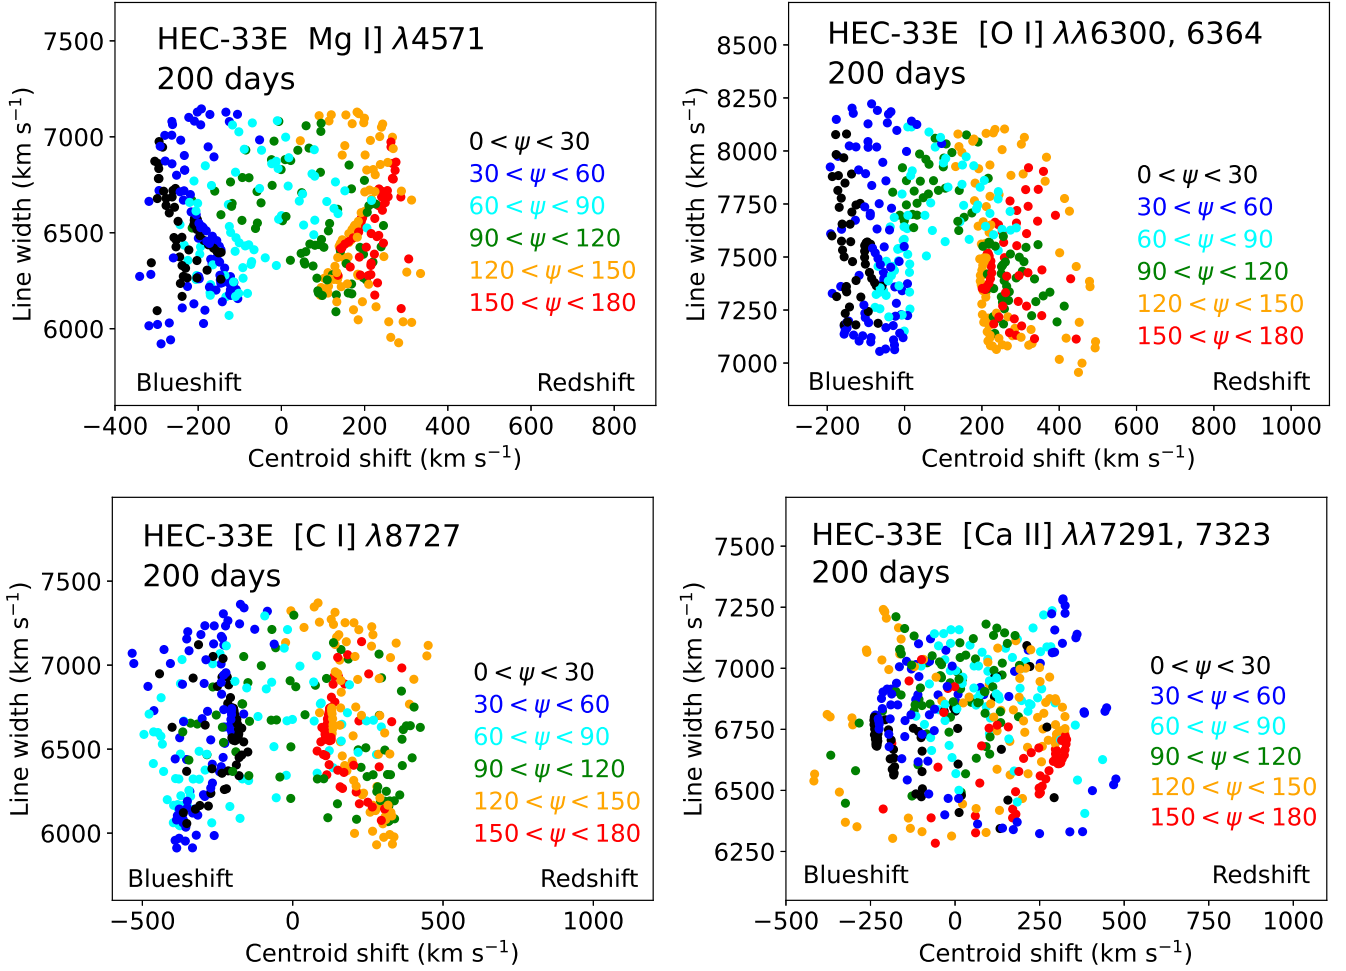 HEC-33E  Mg I] λ4571
200 days
0 < ψ < 30
30 < ψ < 60
60 < ψ < 90
90 < ψ < 120
120 < ψ < 150
150 < ψ < 180
Blueshift
Redshift
7500
7000
6500
6000
Line width (km s⁻¹)
−400 −200 0 200 400 600 800
Centroid shift (km s⁻¹)
HEC-33E  [O I] λλ6300, 6364
200 days
0 < ψ < 30
30 < ψ < 60
60 < ψ < 90
90 < ψ < 120
120 < ψ < 150
150 < ψ < 180
Blueshift
Redshift
8500
8250
8000
7750
7500
7250
7000
Line width (km s⁻¹)
−200 0 200 400 600 800 1000
Centroid shift (km s⁻¹)
HEC-33E  [C I] λ8727
200 days
0 < ψ < 30
30 < ψ < 60
60 < ψ < 90
90 < ψ < 120
120 < ψ < 150
150 < ψ < 180
Blueshift
Redshift
7500
7000
6500
6000
Line width (km s⁻¹)
−500 0 500 1000
Centroid shift (km s⁻¹)
HEC-33E  [Ca II] λλ7291, 7323
200 days
0 < ψ < 30
30 < ψ < 60
60 < ψ < 90
90 < ψ < 120
120 < ψ < 150
150 < ψ < 180
Blueshift
Redshift
7500
7250
7000
6750
6500
6250
Line width (km s⁻¹)
−500 −250 0 250 500 750 1000
Centroid shift (km s⁻¹)